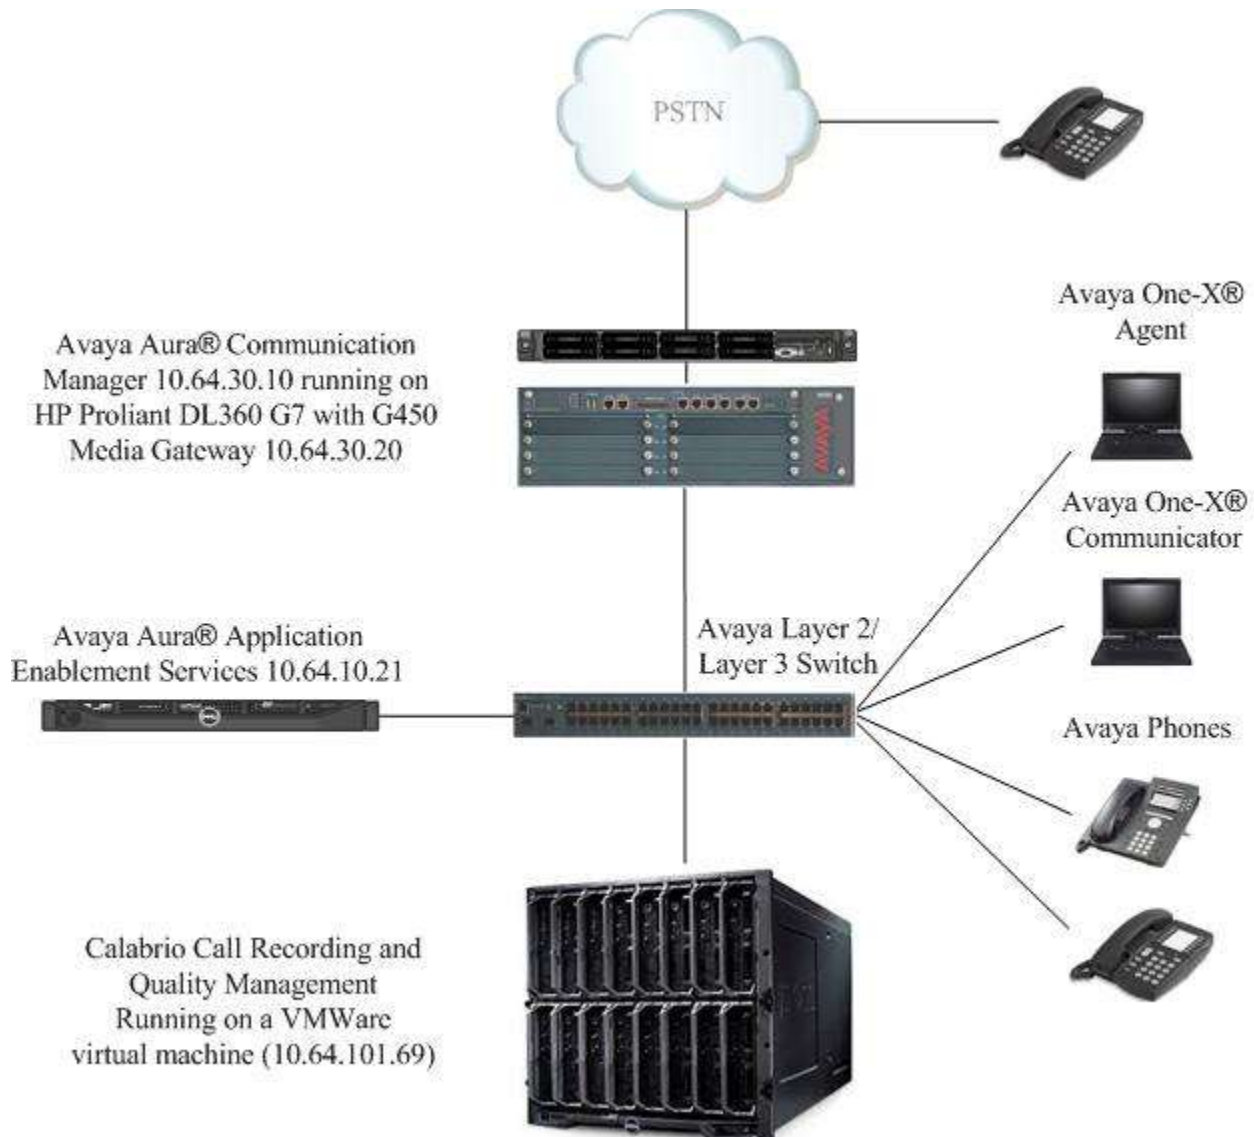 PSTN
Avaya One-X®
Agent
Avaya Aura® Communication
Manager 10.64.30.10 running on
HP Proliant DL360 G7 with G450
Media Gateway 10.64.30.20
AVAYA
Avaya One-X®
Communicator
Avaya Aura® Application
Enablement Services 10.64.10.21
Avaya Layer 2/
Layer 3 Switch
Avaya Phones
Calabrio Call Recording and
Quality Management
Running on a VMWare
virtual machine (10.64.101.69)